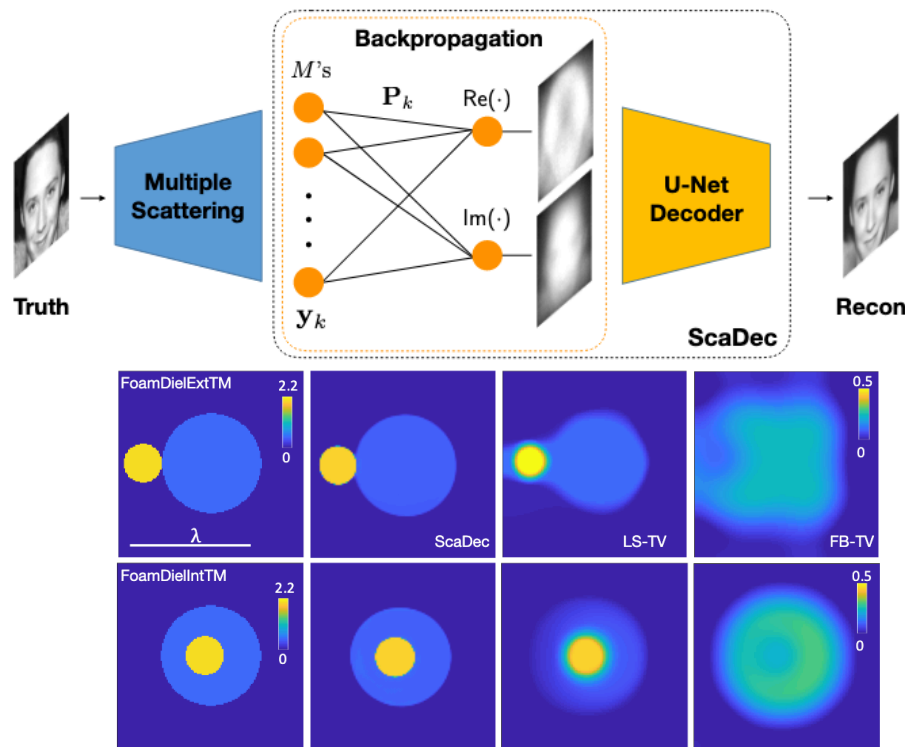 Backpropagation
M's
P_k
Re(·)
Multiple
Scattering
U-Net
Decoder
Im(·)
Truth
y_k
Recon
ScaDec
FoamDielExtTM
2.2
0
λ
ScaDec
LS-TV
0.5
0
FB-TV
FoamDielIntTM
2.2
0
0.5
0